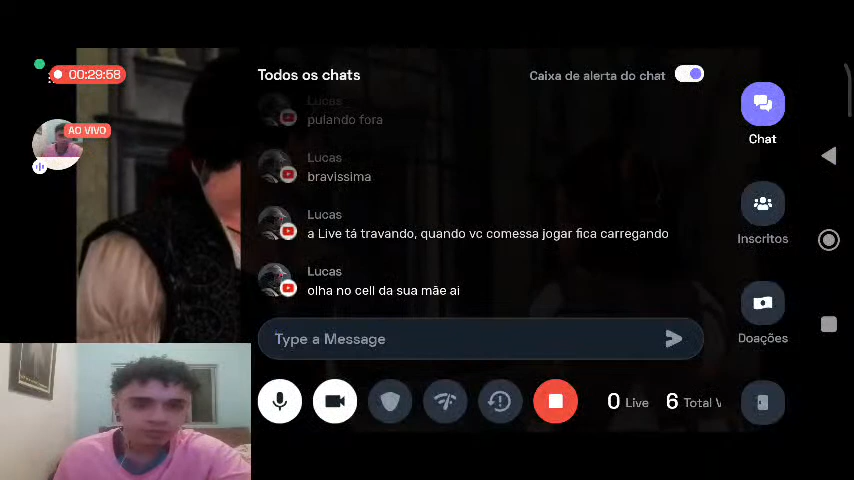 00:29:58
AO VIVO
Todos os chats
Caixa de alerta do chat
Lucas
pulando fora
Lucas
bravissima
Lucas
a Live tá travando, quando vc comessa jogar fica carregando
Lucas
olha no cell da sua mãe ai
Type a Message
0 Live 6 Total V
Chat
Inscritos
Doações